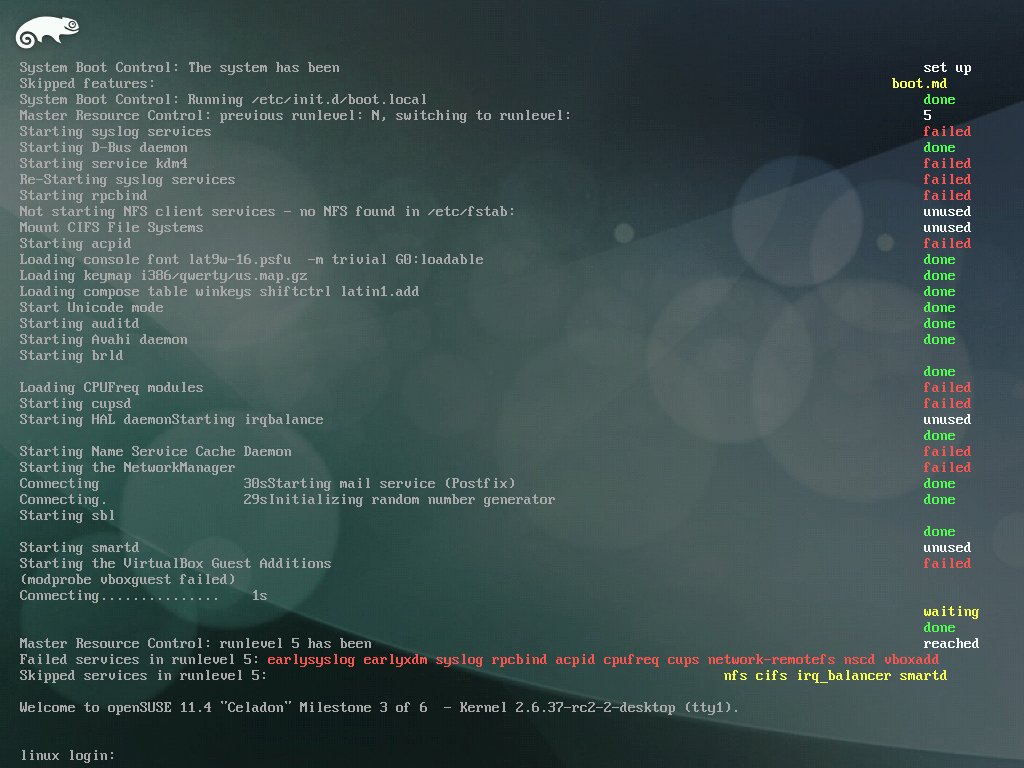 System Boot Control: The system has been set up
Skipped features: boot.md
System Boot Control: Running /etc/init.d/boot.local done
Master Resource Control: previous runlevel: N, switching to runlevel: 5
Starting syslog services failed
Starting D-Bus daemon done
Starting service kdm4 failed
Re-Starting syslog services failed
Starting rpcbind failed
Not starting NFS client services - no NFS found in /etc/fstab: unused
Mount CIFS File Systems unused
Starting acpid failed
Loading console font lat9w-16.psfu  -m trivial G0:loadable done
Loading keymap i386/qwerty/us.map.gz done
Loading compose table winkeys shiftctrl latin1.add done
Start Unicode mode done
Starting auditd done
Starting Avahi daemon done
Starting brld
done
Loading CPUFreq modules failed
Starting cupsd failed
Starting HAL daemonStarting irqbalance unused
done
Starting Name Service Cache Daemon failed
Starting the NetworkManager failed
Connecting 30sStarting mail service (Postfix) done
Connecting. 29sInitializing random number generator done
Starting sbl
done
Starting smartd unused
Starting the VirtualBox Guest Additions failed
(modprobe vboxguest failed)
Connecting............... 1s
waiting
done
Master Resource Control: runlevel 5 has been reached
Failed services in runlevel 5: earlysyslog earlyxdm syslog rpcbind acpid cpufreq cups network-remotefs nscd vboxadd
Skipped services in runlevel 5: nfs cifs irq_balancer smartd
Welcome to openSUSE 11.4 "Celadon" Milestone 3 of 6  - Kernel 2.6.37-rc2-2-desktop (tty1).
linux login: